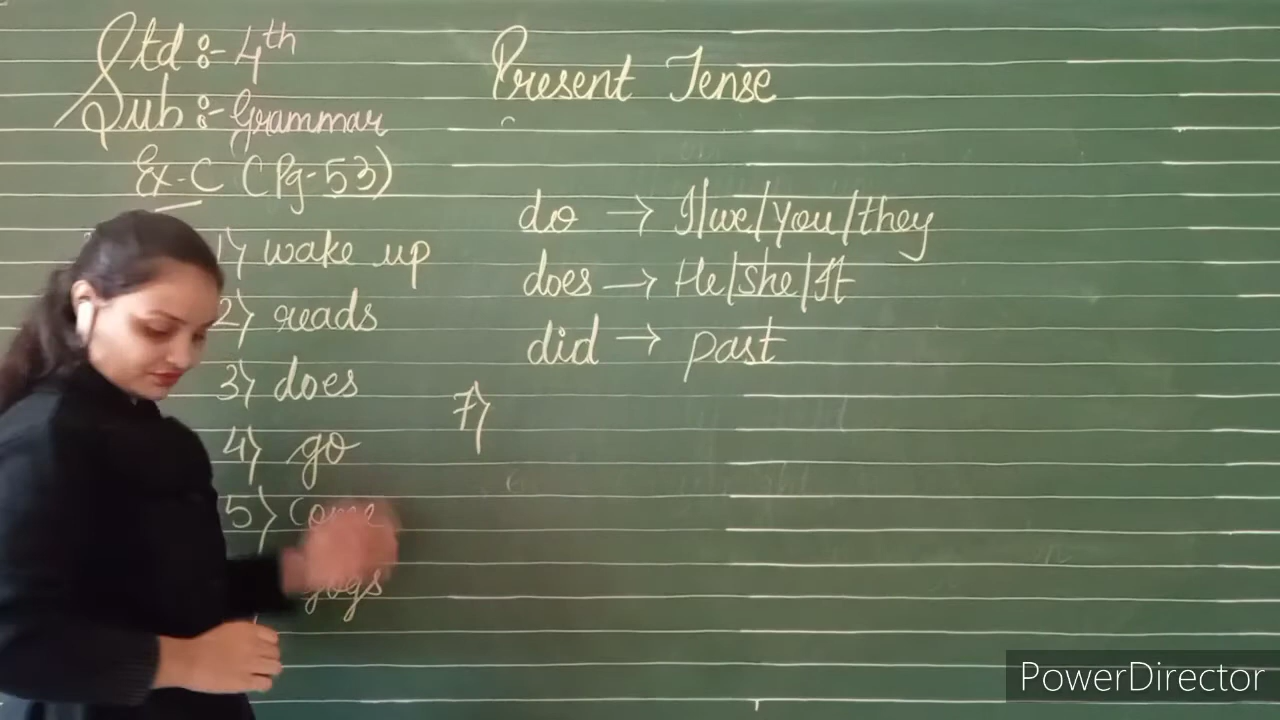 Std :- 4th
Sub :- Grammar
Ex-C (Pg-53)
1) wake up
2) reads
3) does
4) go
5) come
Present Tense
do → I/we/you/they
does → He/she/It
did → past
7)
PowerDirector